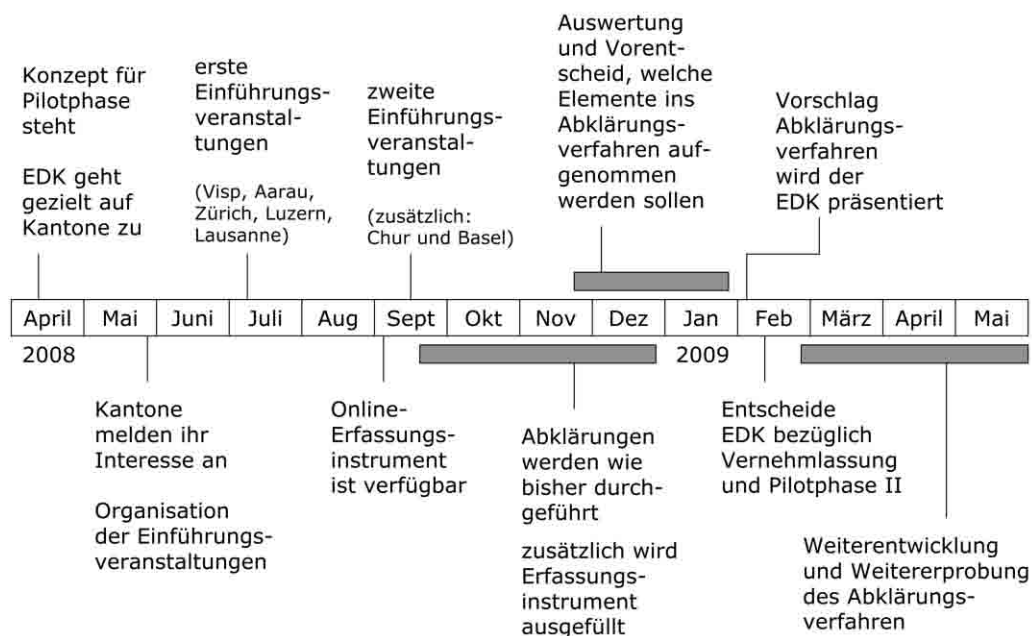 Konzept für
Pilotphase
steht
EDK geht
gezielt auf
Kantone zu
erste
Einführungs-
veranstal-
tungen
(Visp, Aarau,
Zürich, Luzern,
Lausanne)
zweite
Einführungs-
veranstal-
tungen
(zusätzlich:
Chur und Basel)
Auswertung
und Vorent-
scheid, welche
Elemente ins
Abklärungs-
verfahren auf-
genommen
werden sollen
Vorschlag
Abklärungs-
verfahren
wird der
EDK präsentiert
April Mai Juni Juli Aug Sept Okt Nov Dez Jan Feb März April Mai
2008 2009
Kantone
melden ihr
Interesse an
Organisation
der Einführungs-
veranstaltungen
Online-
Erfassungs-
instrument
ist verfügbar
Abklärungen
werden wie
bisher durch-
geführt
zusätzlich wird
Erfassungs-
instrument
ausgefüllt
Entscheide
EDK bezüglich
Vernehmlassung
und Pilotphase II
Weiterentwicklung
und Weitererprobung
des Abklärungs-
verfahren